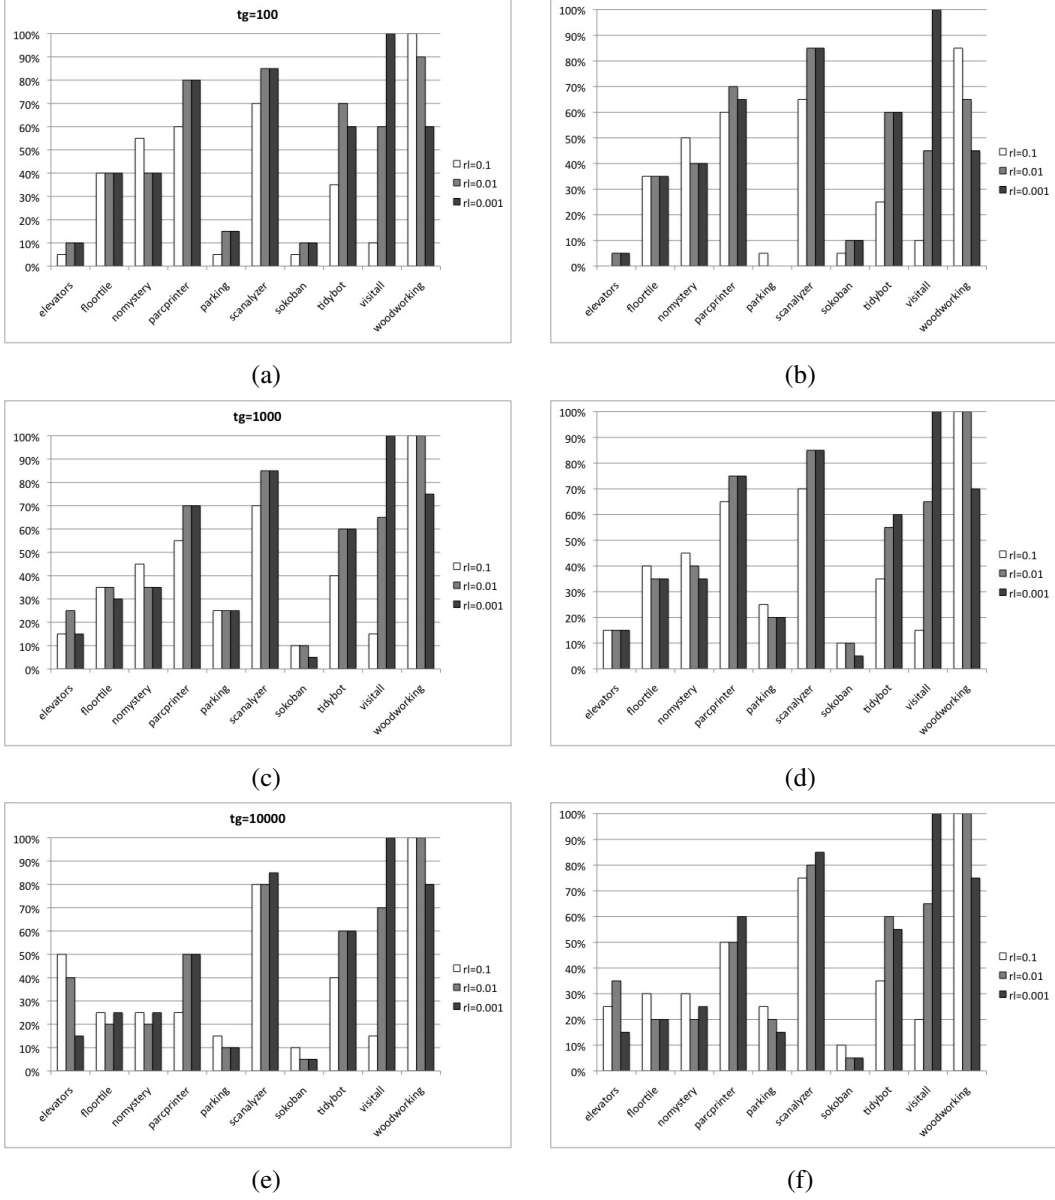 tg=100
100%
90%
80%
70%
60%
50%
40%
30%
20%
10%
0%
elevators
floortile
nomystery
parcprinter
parking
scanalyzer
sokoban
tidybot
visitall
woodworking
rl=0.1
rl=0.01
rl=0.001
(a)
100%
90%
80%
70%
60%
50%
40%
30%
20%
10%
0%
elevators
floortile
nomystery
parcprinter
parking
scanalyzer
sokoban
tidybot
visitall
woodworking
rl=0.1
rl=0.01
rl=0.001
(b)
tg=1000
100%
90%
80%
70%
60%
50%
40%
30%
20%
10%
0%
elevators
floortile
nomystery
parcprinter
parking
scanalyzer
sokoban
tidybot
visitall
woodworking
rl=0.1
rl=0.01
rl=0.001
(c)
100%
90%
80%
70%
60%
50%
40%
30%
20%
10%
0%
elevators
floortile
nomystery
parcprinter
parking
scanalyzer
sokoban
tidybot
visitall
woodworking
rl=0.1
rl=0.01
rl=0.001
(d)
tg=10000
100%
90%
80%
70%
60%
50%
40%
30%
20%
10%
0%
elevators
floortile
nomystery
parcprinter
parking
scanalyzer
sokoban
tidybot
visitall
woodworking
rl=0.1
rl=0.01
rl=0.001
(e)
100%
90%
80%
70%
60%
50%
40%
30%
20%
10%
0%
elevators
floortile
nomystery
parcprinter
parking
scanalyzer
sokoban
tidybot
visitall
woodworking
rl=0.1
rl=0.01
rl=0.001
(f)